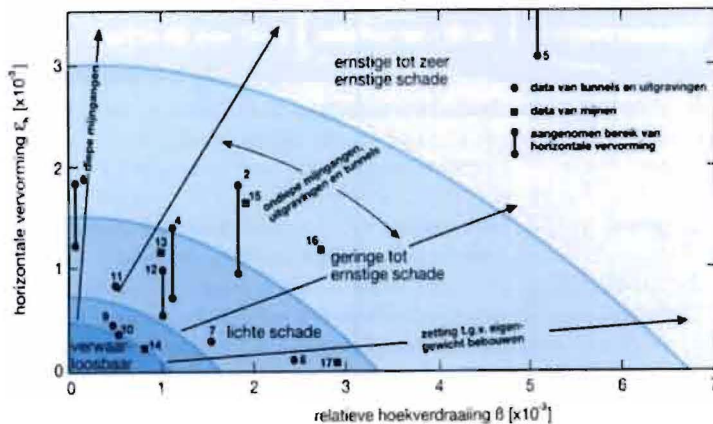 horizontale vervorming εh [x10-3]
3
2
1
0
0
1
2
3
4
5
6
7
relatieve hoekverdraaiing β [x10-3]
diepe mijngangen
ernstige tot zeer
ernstige schade
ondiepe mijngangen,
uitgravingen en tunnels
geringe tot
ernstige schade
lichte schade
verwaar-
loosbaar
zetting t.g.v. eigen-
gewicht bebouwen
data van tunnels en uitgravingen
data van mijnen
aangenomen bereik van
horizontale vervorming
5
2
15
4
13
12
16
11
9
10
14
7
17